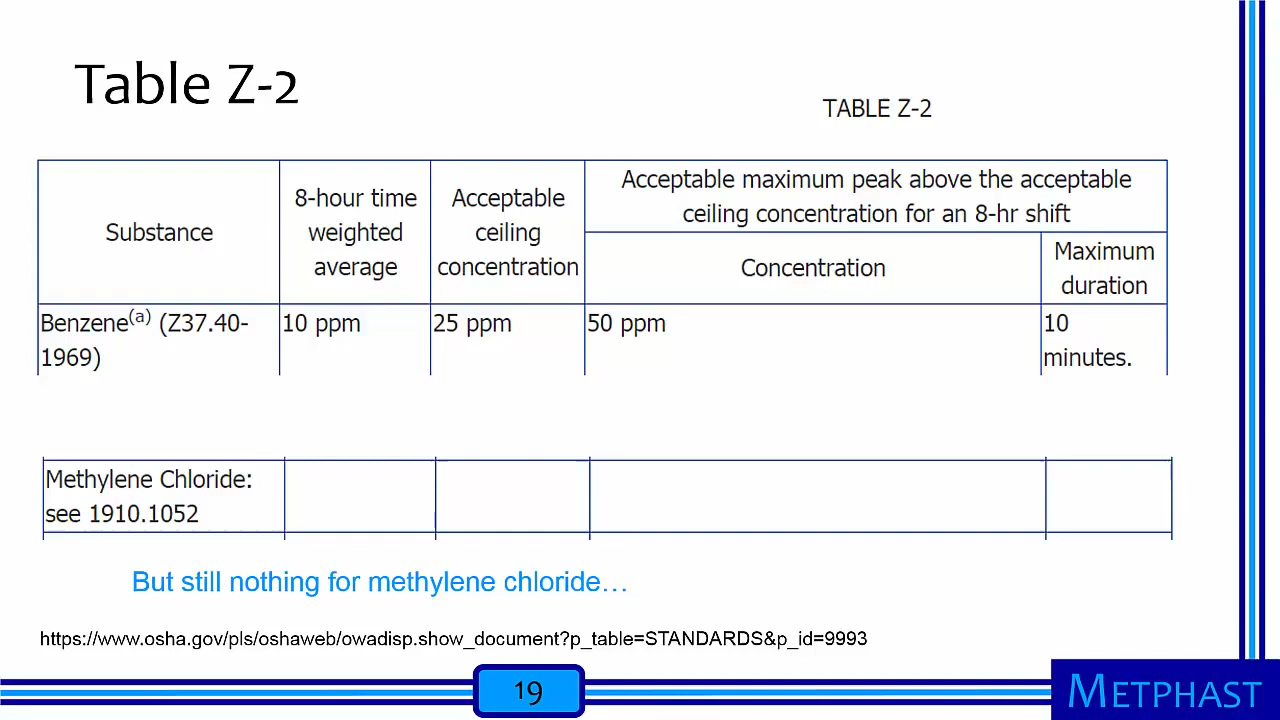 Table Z-2
TABLE Z-2
Substance
8-hour time
weighted
average
Acceptable
ceiling
concentration
Acceptable maximum peak above the acceptable
ceiling concentration for an 8-hr shift
Concentration
Maximum
duration
Benzene(a) (Z37.40-
1969)
10 ppm
25 ppm
50 ppm
10
minutes.
Methylene Chloride:
see 1910.1052
But still nothing for methylene chloride…
https://www.osha.gov/pls/oshaweb/owadisp.show_document?p_table=STANDARDS&p_id=9993
19
METPHAST